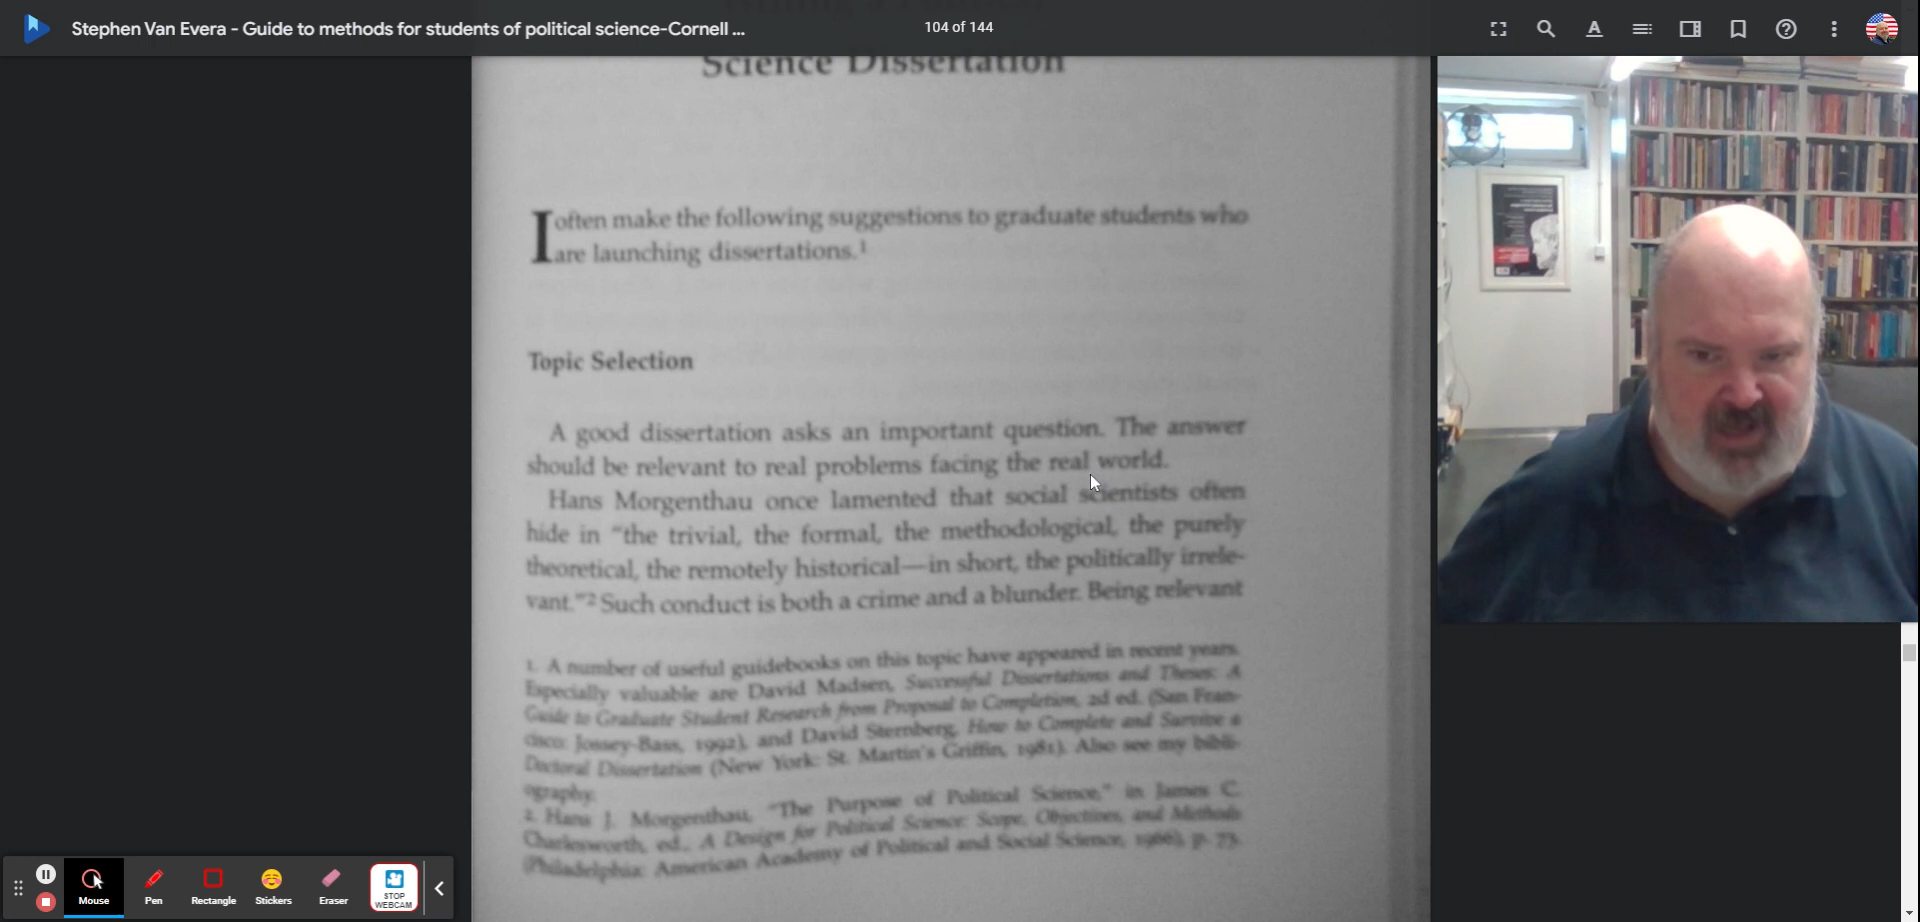 Stephen Van Evera - Guide to methods for students of political science-Cornell ...
104 of 144
Science Dissertation
I often make the following suggestions to graduate students who
are launching dissertations.1
Topic Selection
A good dissertation asks an important question. The answer
should be relevant to real problems facing the real world.
Hans Morgenthau once lamented that social scientists often
hide in "the trivial, the formal, the methodological, the purely
theoretical, the remotely historical—in short, the politically irrele-
vant."2 Such conduct is both a crime and a blunder. Being relevant
1. A number of useful guidebooks on this topic have appeared in recent years.
Especially valuable are David Madsen, Successful Dissertations and Theses: A
Guide to Graduate Student Research from Proposal to Completion, 2d ed. (San Fran-
cisco: Jossey-Bass, 1992), and David Sternberg, How to Complete and Survive a
Doctoral Dissertation (New York: St. Martin's Griffin, 1981). Also see my bibli-
ography.
2. Hans J. Morgenthau, "The Purpose of Political Science," in James C.
Charlesworth, ed., A Design for Political Science: Scope, Objectives, and Methods
(Philadelphia: American Academy of Political and Social Science, 1966), p. 73.
Mouse
Pen
Rectangle
Stickers
Eraser
STOP
WEBCAM